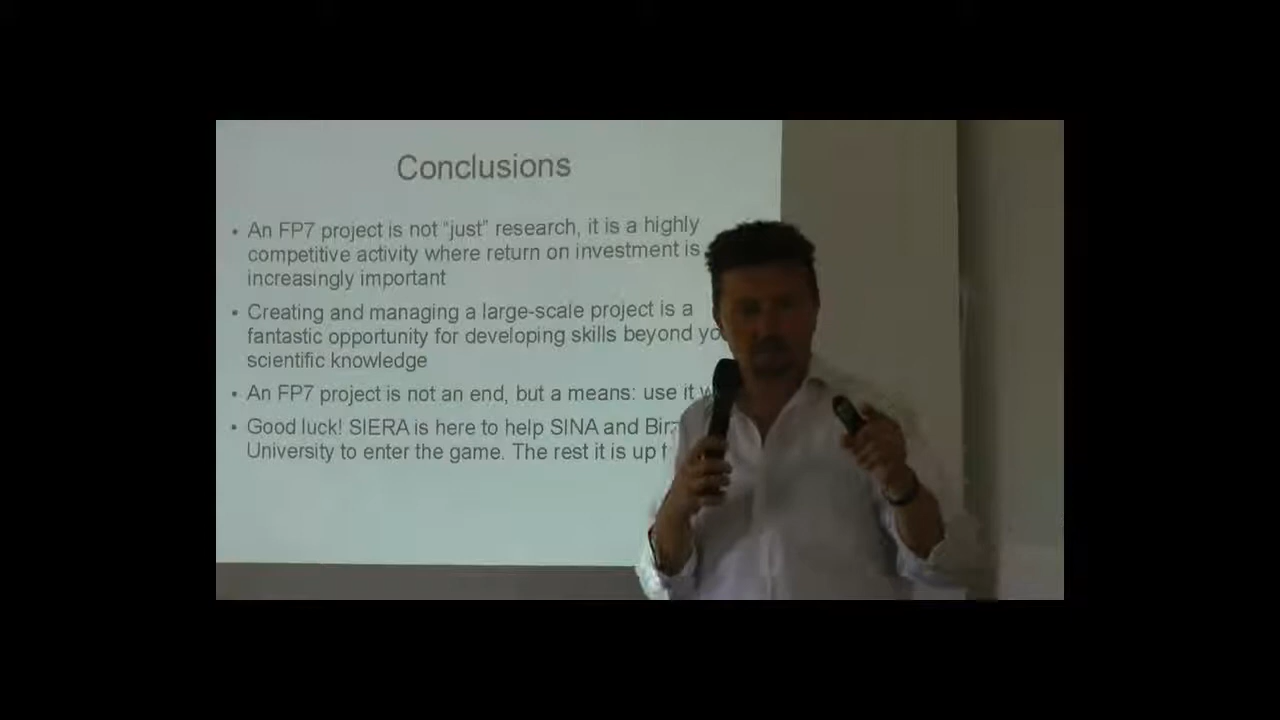 Conclusions
• An FP7 project is not “just” research, it is a highly
competitive activity where return on investment is
increasingly important
• Creating and managing a large-scale project is a
fantastic opportunity for developing skills beyond
scientific knowledge
• An FP7 project is not an end, but a means: use it
• Good luck! SIERA is here to help SINA and
University to enter the game. The rest it is up